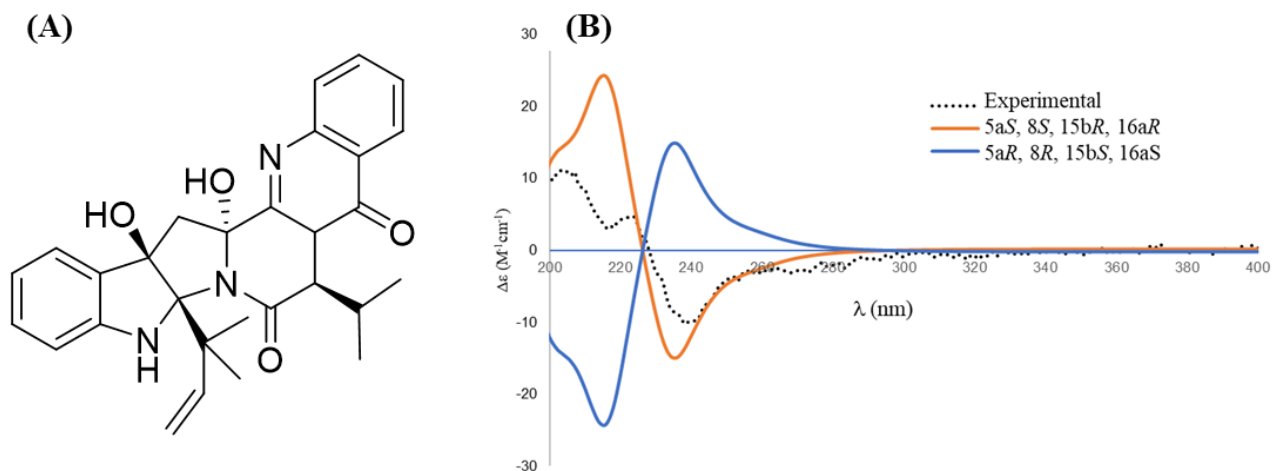 (A)
(B)
N
HO
HO
O
N
N
H
O
Experimental
5aS, 8S, 15bR, 16aR
5aR, 8R, 15bS, 16aS
30
20
10
0
-10
-20
-30
200
220
240
260
280
300
320
340
360
380
400
Δε (M⁻¹cm⁻¹)
λ (nm)